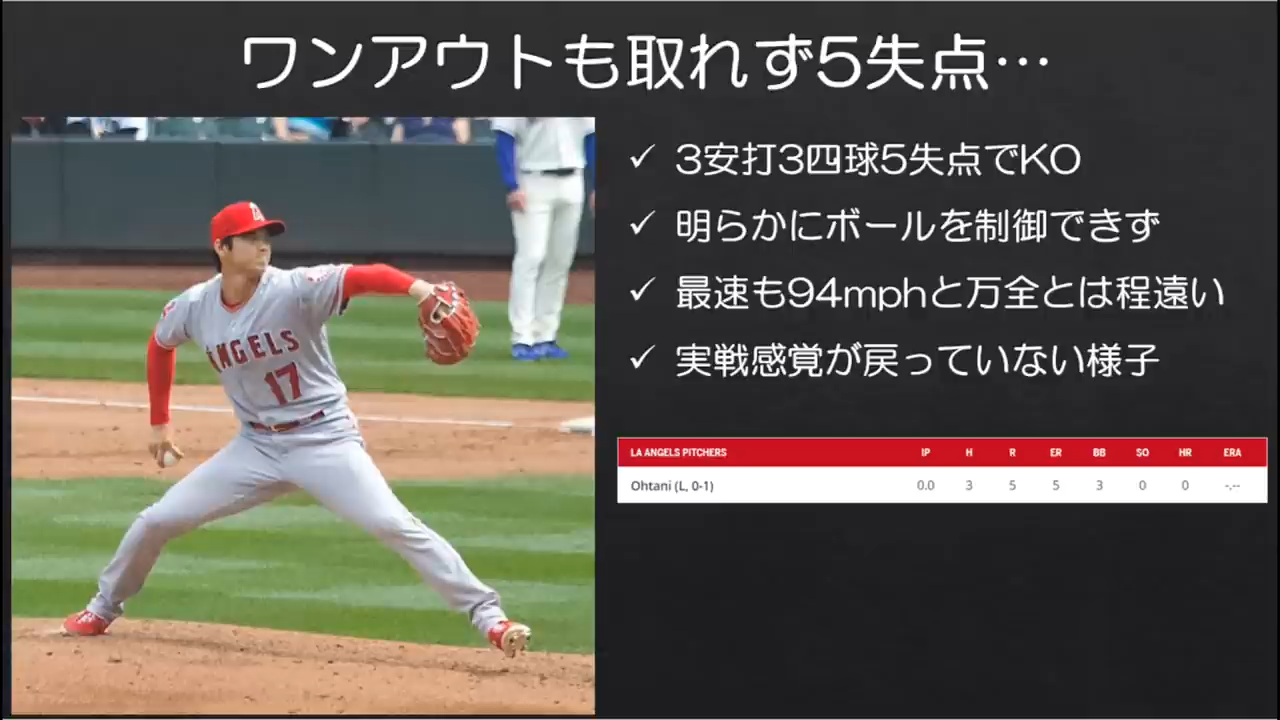 ワンアウトも取れず5失点…
✓ 3安打3四球5失点でKO
✓ 明らかにボールを制御できず
✓ 最速も94mphと万全とは程遠い
✓ 実戦感覚が戻っていない様子
ANGELS
17
LA ANGELS PITCHERS IP H R ER BB SO HR ERA
Ohtani (L, 0-1) 0.0 3 5 5 3 0 0 -.--